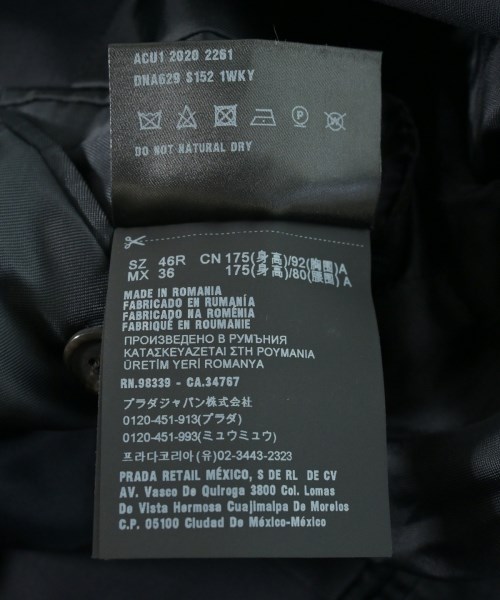 ACU1 2020 2261
DNA629 S152 1WKY
P W
DO NOT NATURAL DRY
SZ 46R CN 175(身高)/92(胸围)A
MX 36 175(身高)/80(腰围)A
MADE IN ROMANIA
FABRICADO EN RUMANÍA
FABRICADO NA ROMÉNIA
FABRIQUÉ EN ROUMANIE
ПРОИЗВЕДЕНО В РУМЪНИЯ
ΚΑΤΑΣΚΕΥΑΖΕΤΑΙ ΣΤΗ ΡΟΥΜΑΝΙΑ
ÜRETİM YERİ ROMANYA
RN.98339 - CA.34767
プラダジャパン株式会社
0120-451-913(プラダ)
0120-451-993(ミュウミュウ)
프라다코리아 (유) 02-3443-2323
PRADA RETAIL MÉXICO, S DE RL DE CV
AV. Vasco De Quiroga 3800 Col. Lomas
De Vista Hermosa Cuajimalpa De Morelos
C.P. 05100 Ciudad De México-México